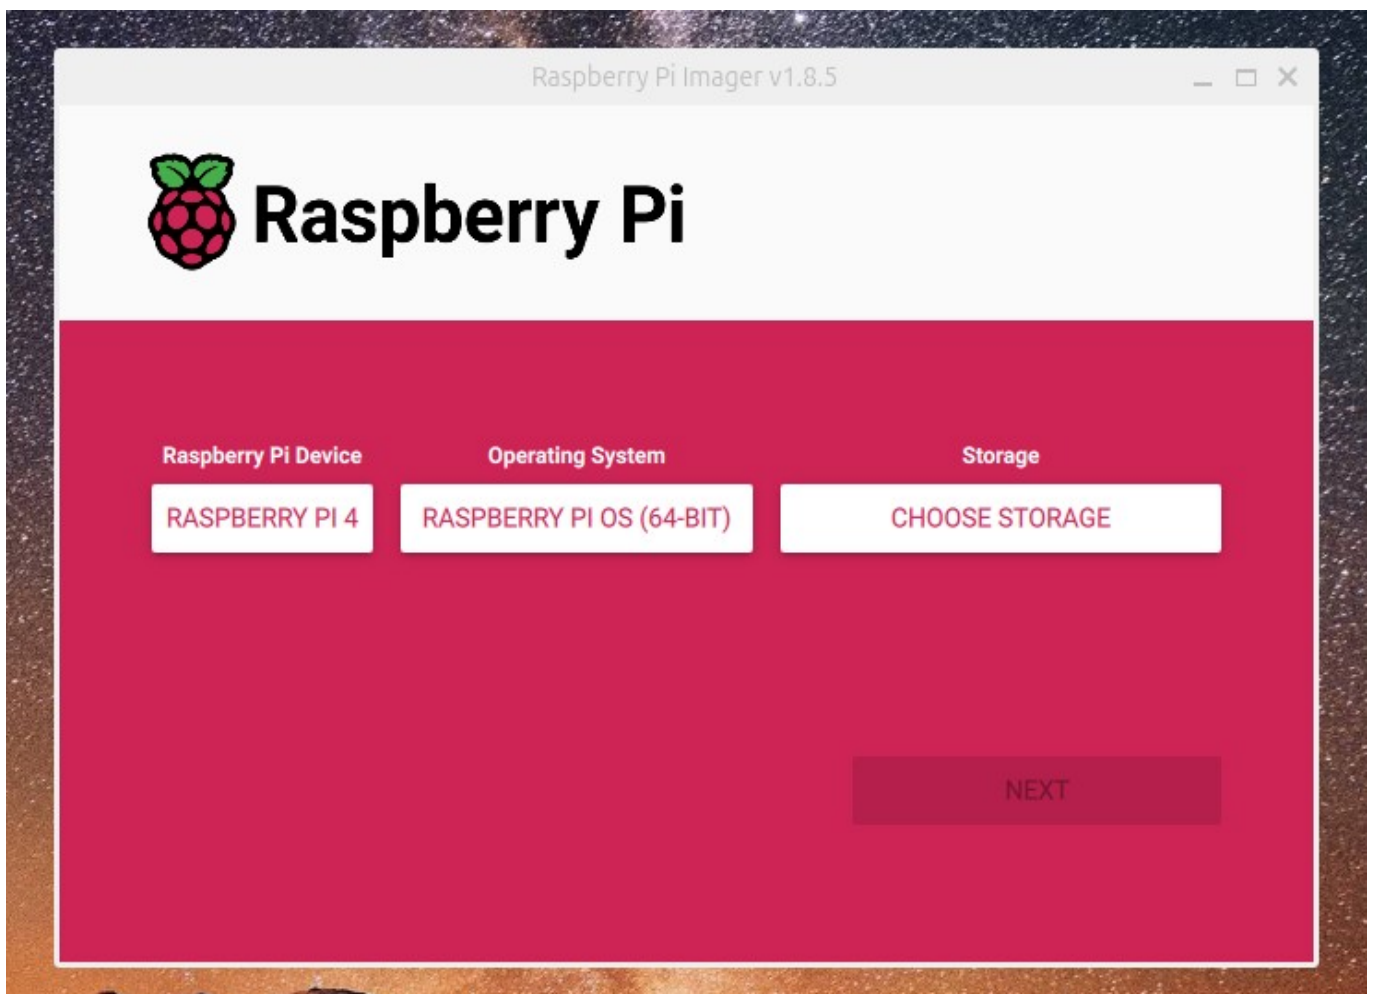 Raspberry Pi Imager v1.8.5
Raspberry Pi
Raspberry Pi Device
Operating System
Storage
RASPBERRY PI 4
RASPBERRY PI OS (64-BIT)
CHOOSE STORAGE
NEXT